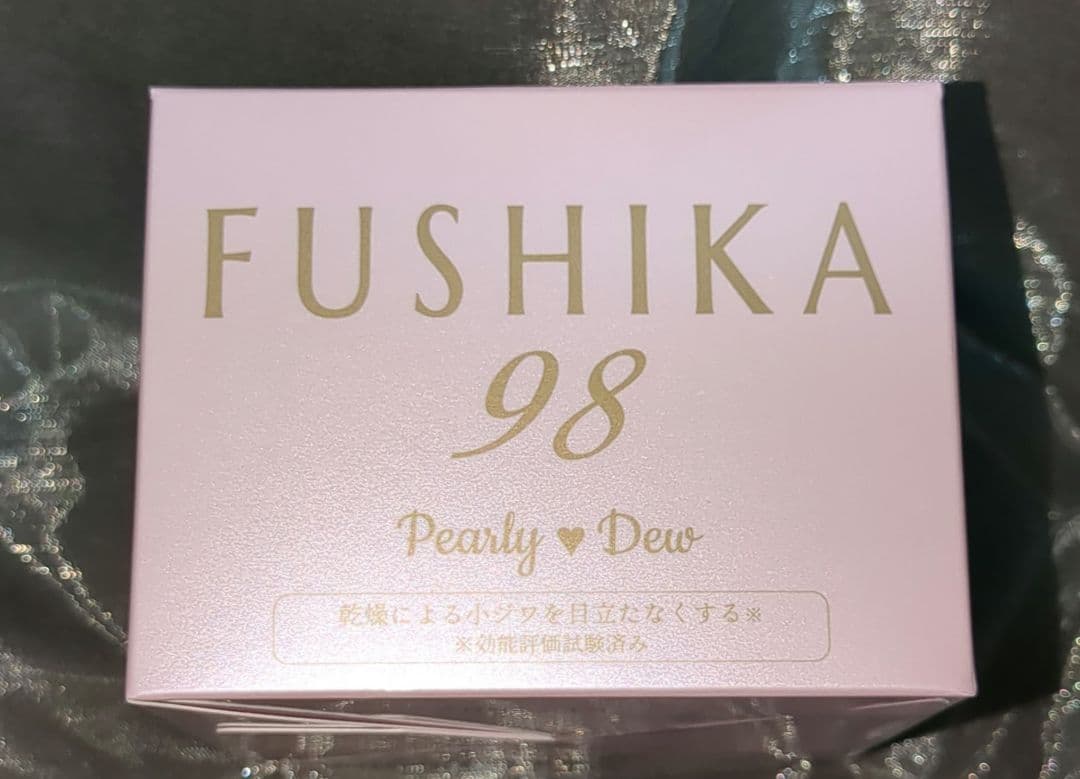 FUSHIKA
98
Pearly ♥ Dew
乾燥による小ジワを目立たなくする※
※効能評価試験済み